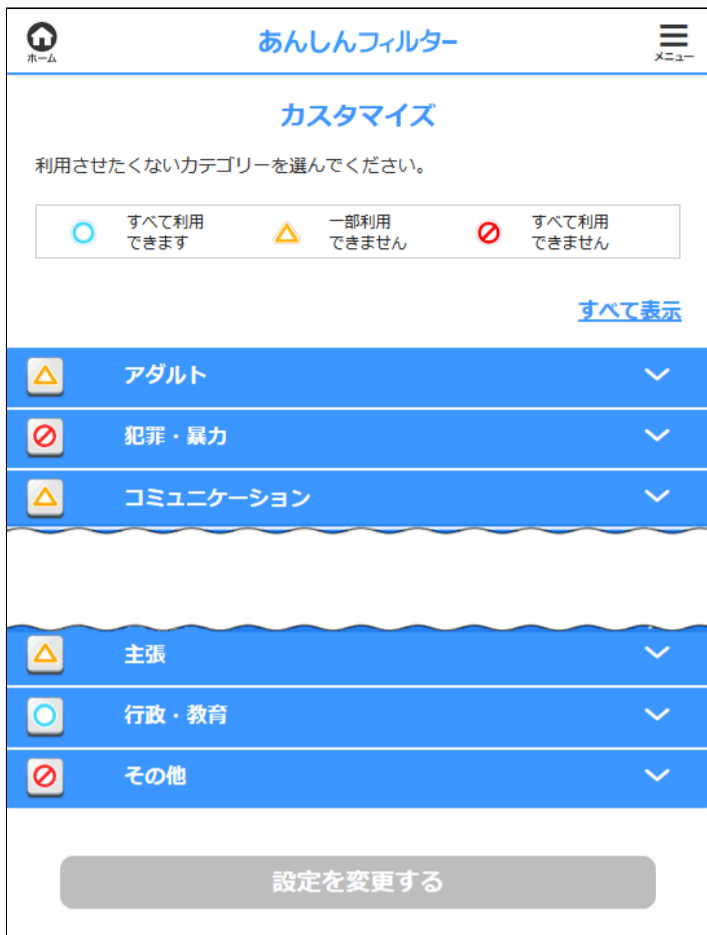 あんしんフィルター
ホーム
メニュー
カスタマイズ
利用させたくないカテゴリーを選んでください。
すべて利用
できます
一部利用
できません
すべて利用
できません
すべて表示
アダルト
犯罪・暴力
コミュニケーション
主張
行政・教育
その他
設定を変更する